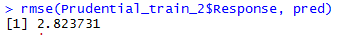 > rmse(Prudential_train_2$Response, pred)
[1] 2.823731